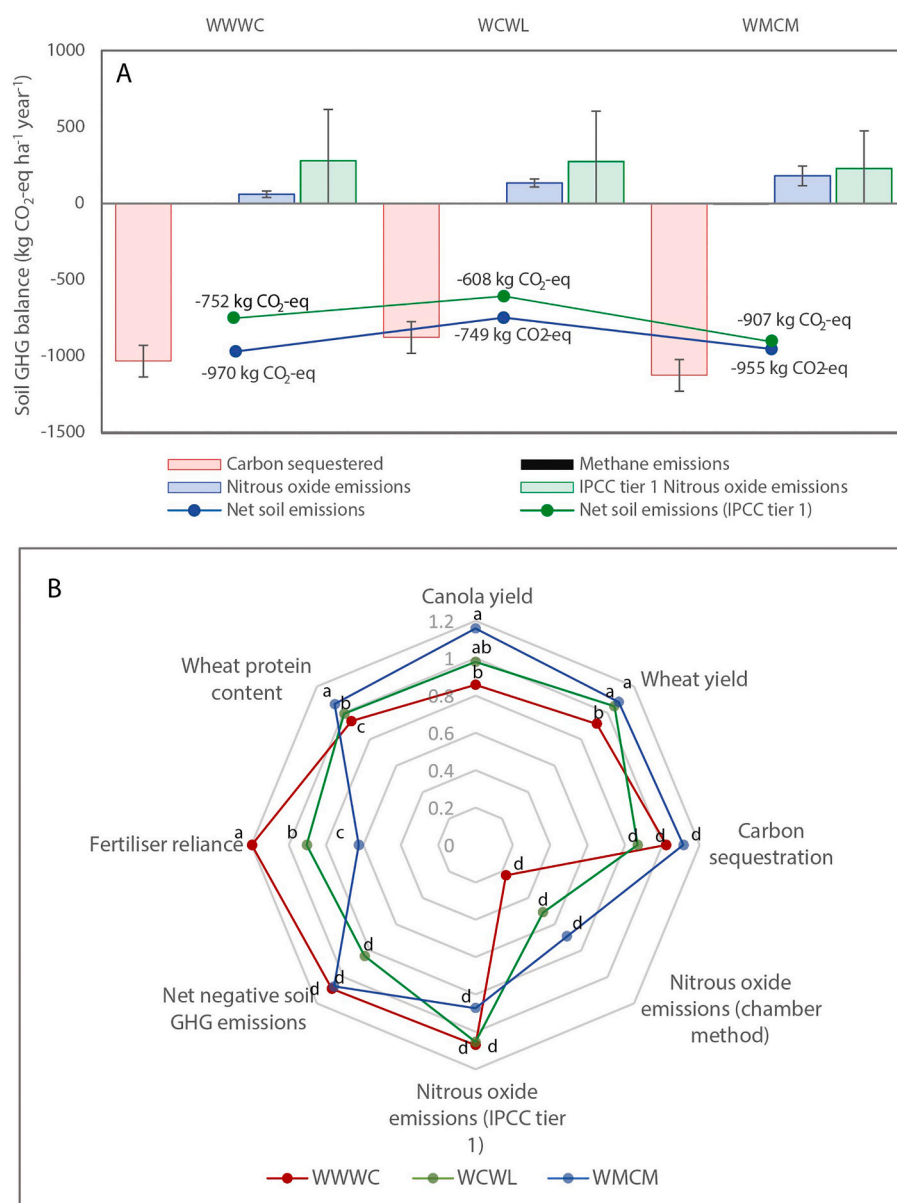 WWWC WCWL WMCM
A
1000
500
0
-500
-1000
-1500
Soil GHG balance (kg CO₂-eq ha⁻¹ year⁻¹)
-752 kg CO₂-eq
-970 kg CO₂-eq
-608 kg CO₂-eq
-749 kg CO2-eq
-907 kg CO₂-eq
-955 kg CO2-eq
Carbon sequestered
Methane emissions
Nitrous oxide emissions
IPCC tier 1 Nitrous oxide emissions
Net soil emissions
Net soil emissions (IPCC tier 1)
B
Canola yield
a
1.2
ab
1
b
0.8
0.6
0.4
0.2
0
Wheat yield
a
a
b
Carbon
sequestration
d d d
Nitrous oxide
emissions (chamber
method)
d
d
d
Nitrous oxide
emissions (IPCC tier
1)
d
d d
Net negative soil
GHG emissions
d
d d
Fertiliser reliance
a b c
Wheat protein
content
a b
c
WWWC WCWL WMCM